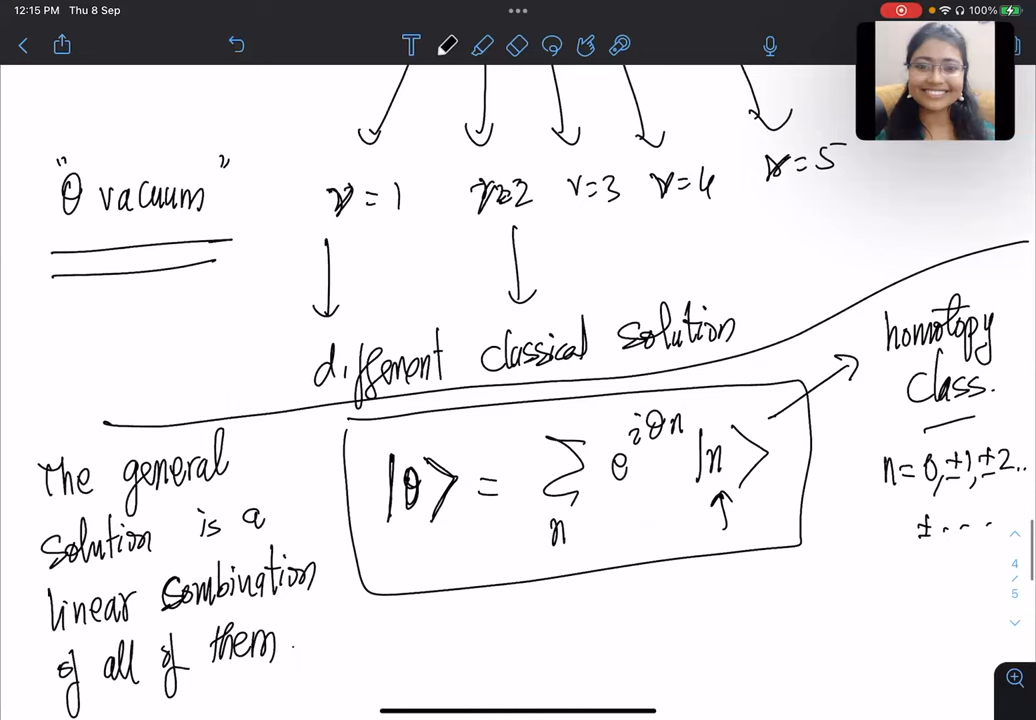 12:15 PM Thu 8 Sep
100%
T
"θ vacuum"
ν = 1
ν=2
ν=3
ν=4
ν=5
different classical solution
homotopy
class.
n = 0, ±1, ±2..
± . . .
|θ> = Σ e^{iθn} |n>
n
The general
solution is a
linear combination
of all of them.
4
/
5